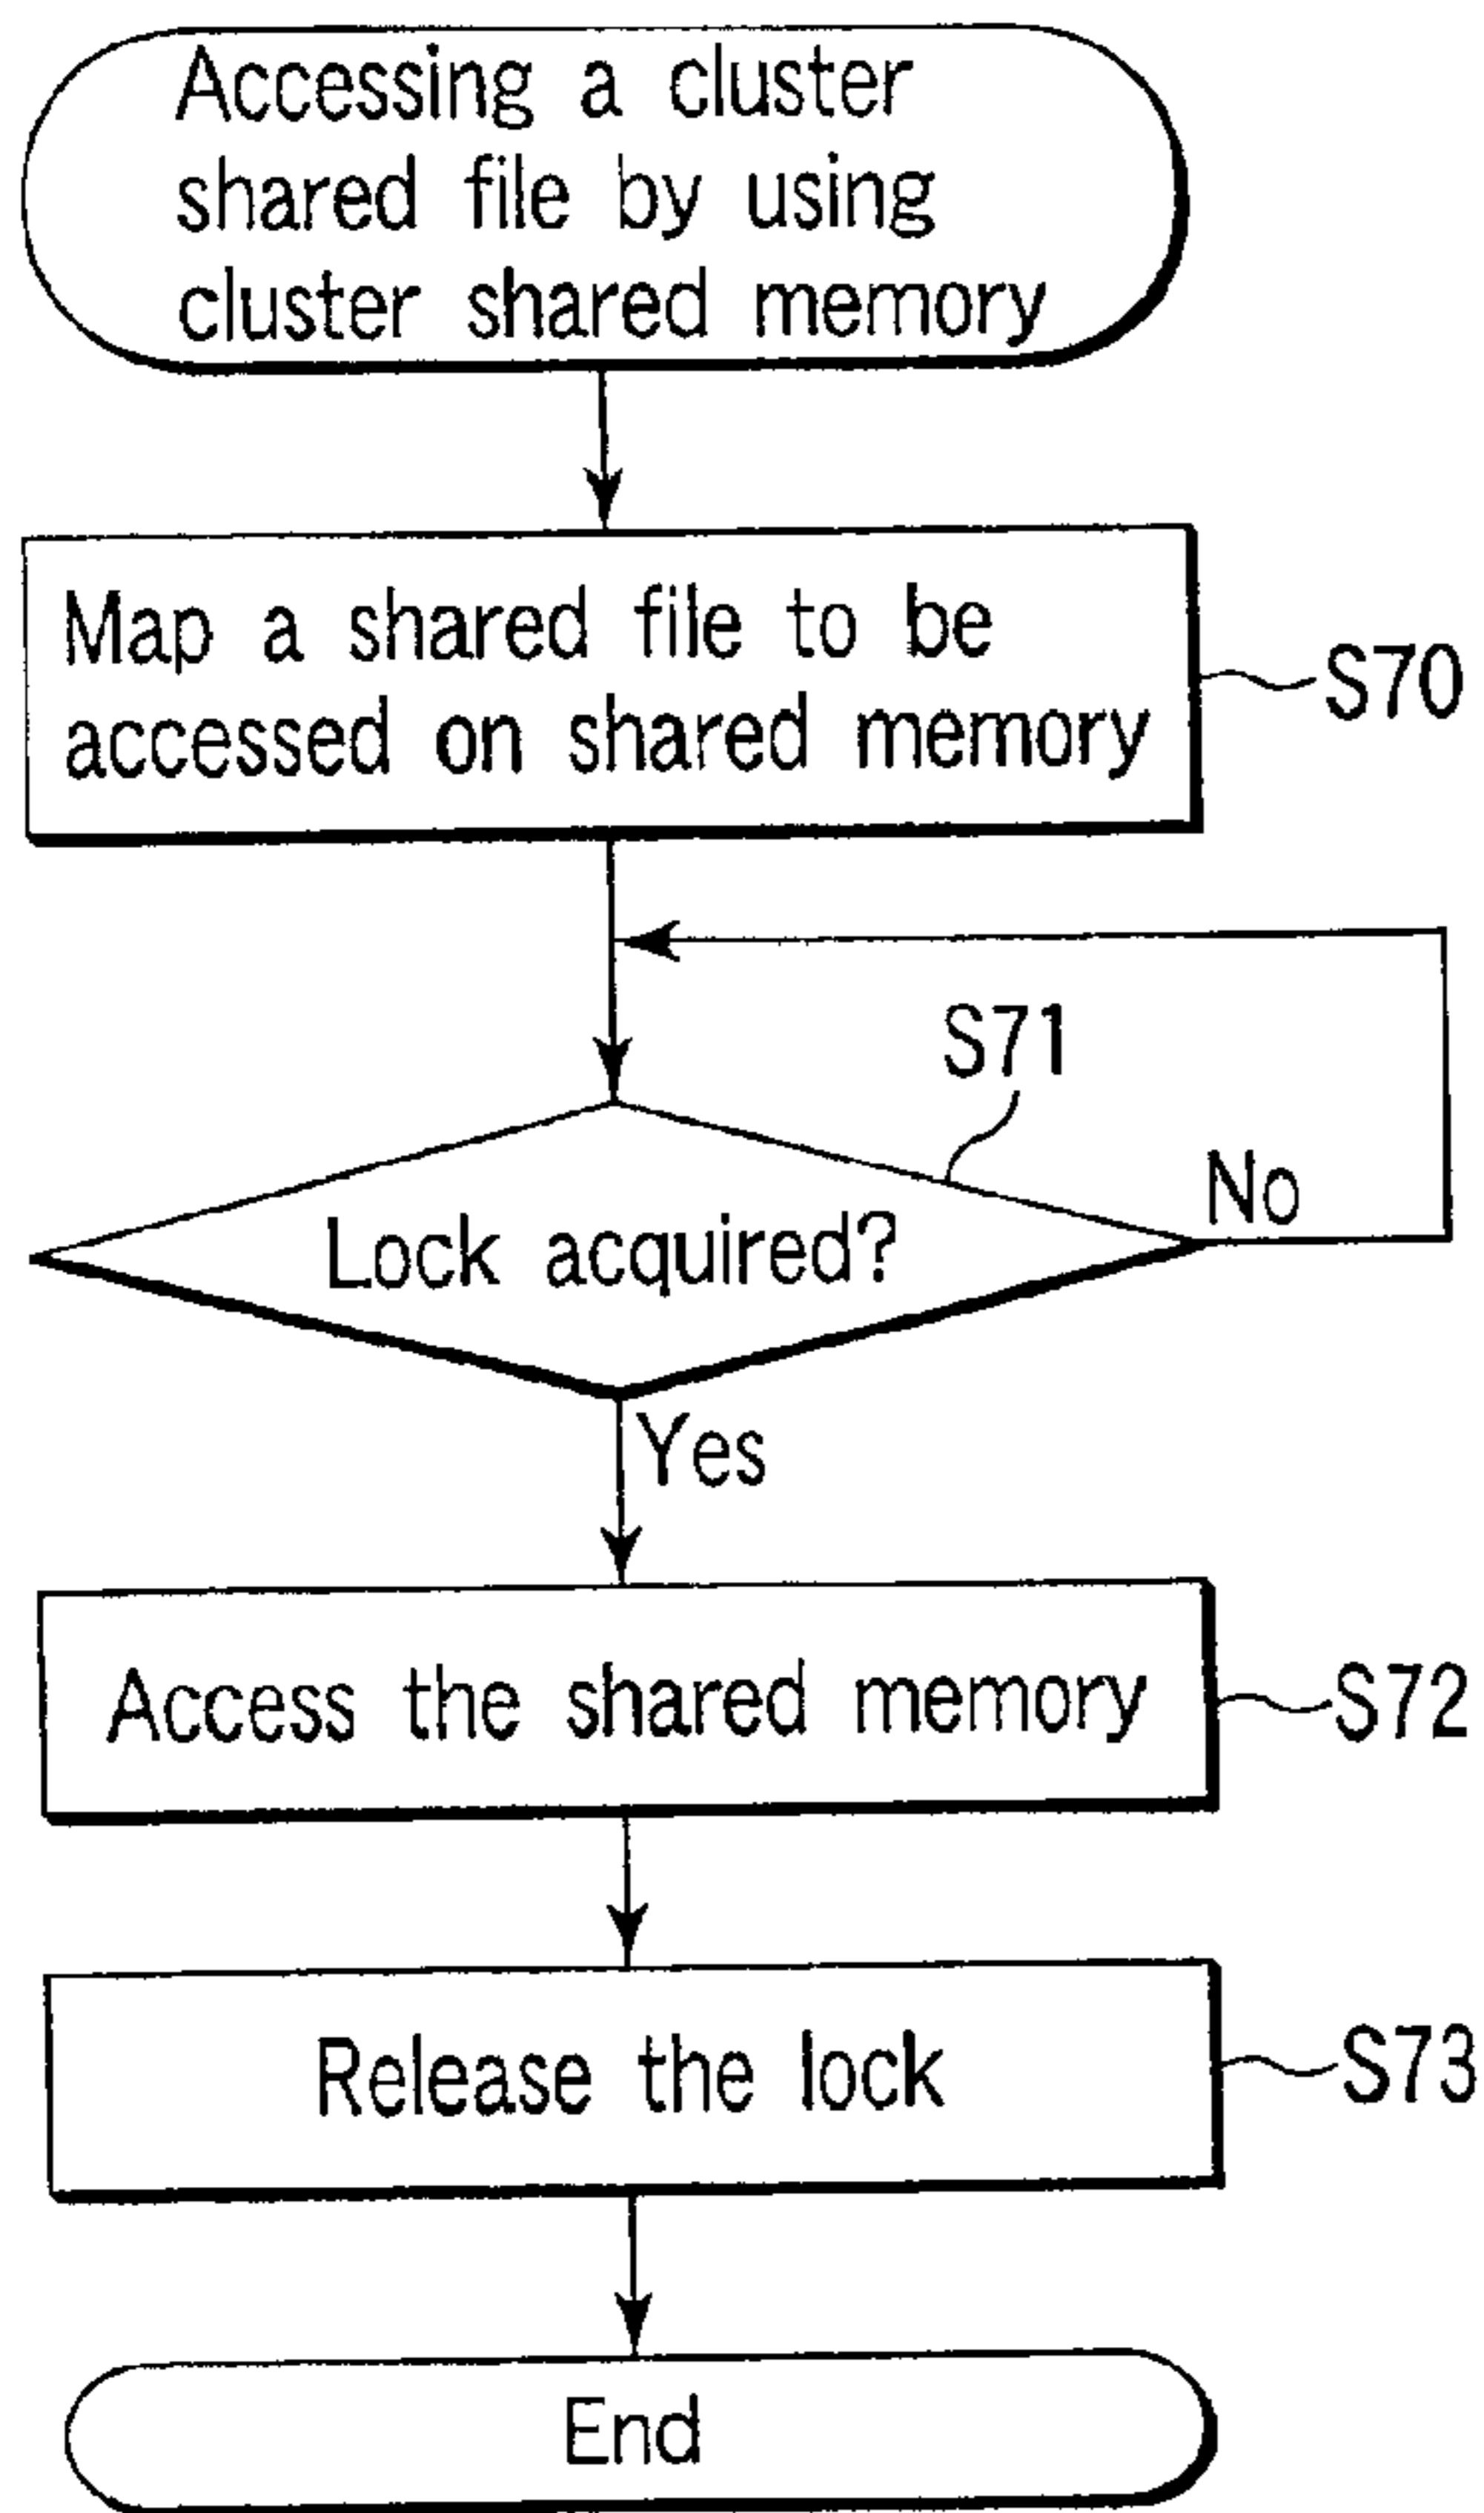 Accessing a cluster
shared file by using
cluster shared memory
Map a shared file to be
accessed on shared memory
S70
S71
No
Lock acquired?
Yes
Access the shared memory
S72
Release the lock
S73
End